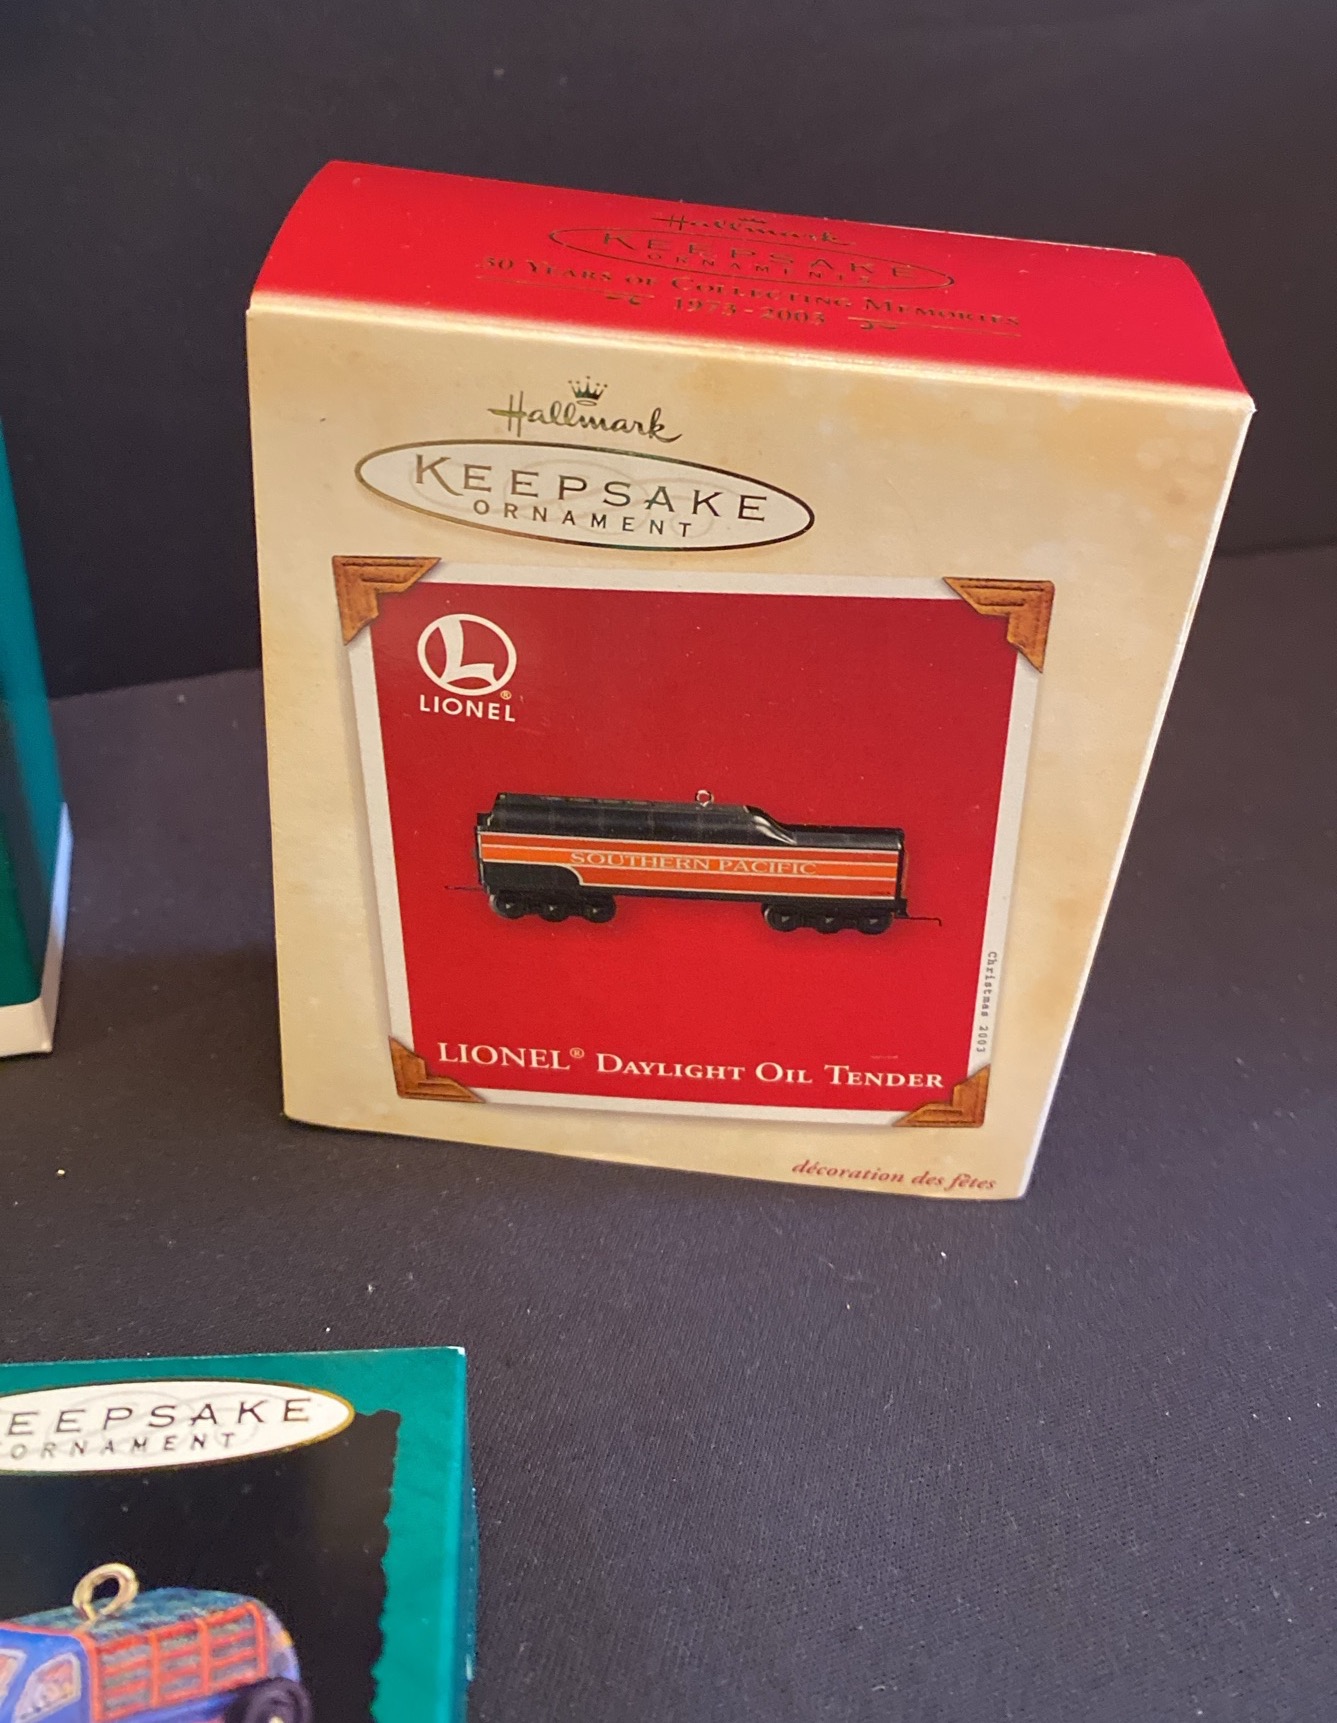 Hallmark
KEEPSAKE
ORNAMENTS
30 YEARS OF COLLECTING MEMORIES
1973-2003
Hallmark
KEEPSAKE
ORNAMENT
LIONEL®
SOUTHERN PACIFIC
Christmas 2003
LIONEL® DAYLIGHT OIL TENDER
décoration des fêtes
EEPSAKE
ORNAMENT